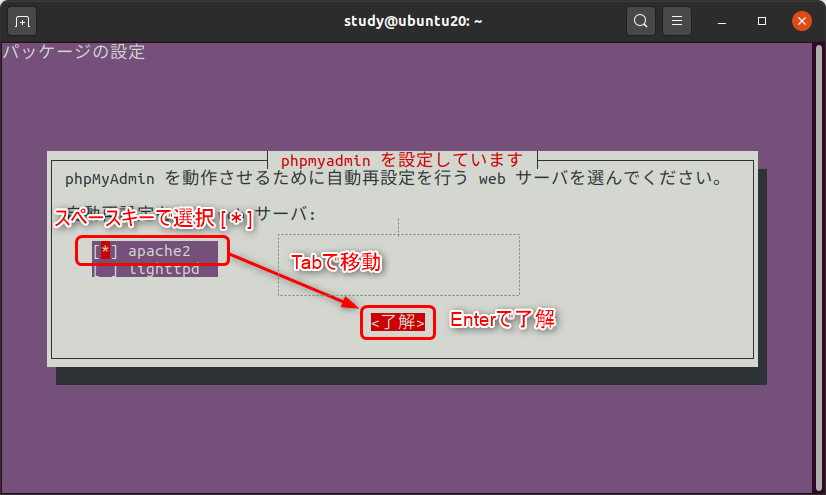 study@ubuntu20: ~
パッケージの設定
phpmyadmin を設定しています
phpMyAdmin を動作させるために自動再設定を行う web サーバを選んでください。
サーバ:
スペースキーで選択 [*]
[*] apache2
[ ] lighttpd
Tabで移動
<了解>
Enterで了解